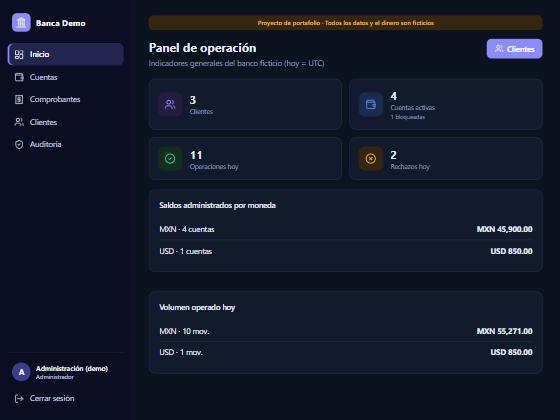 Banca Demo
Inicio
Cuentas
Comprobantes
Clientes
Auditoría
Administración (demo)
Administrador
Cerrar sesión
Proyecto de portafolio · Todos los datos y el dinero son ficticios
Panel de operación
Indicadores generales del banco ficticio (hoy = UTC)
Clientes
3
Clientes
4
Cuentas activas
1 bloqueadas
11
Operaciones hoy
2
Rechazos hoy
Saldos administrados por moneda
MXN · 4 cuentas MXN 45,900.00
USD · 1 cuentas USD 850.00
Volumen operado hoy
MXN · 10 mov. MXN 55,271.00
USD · 1 mov. USD 850.00
A